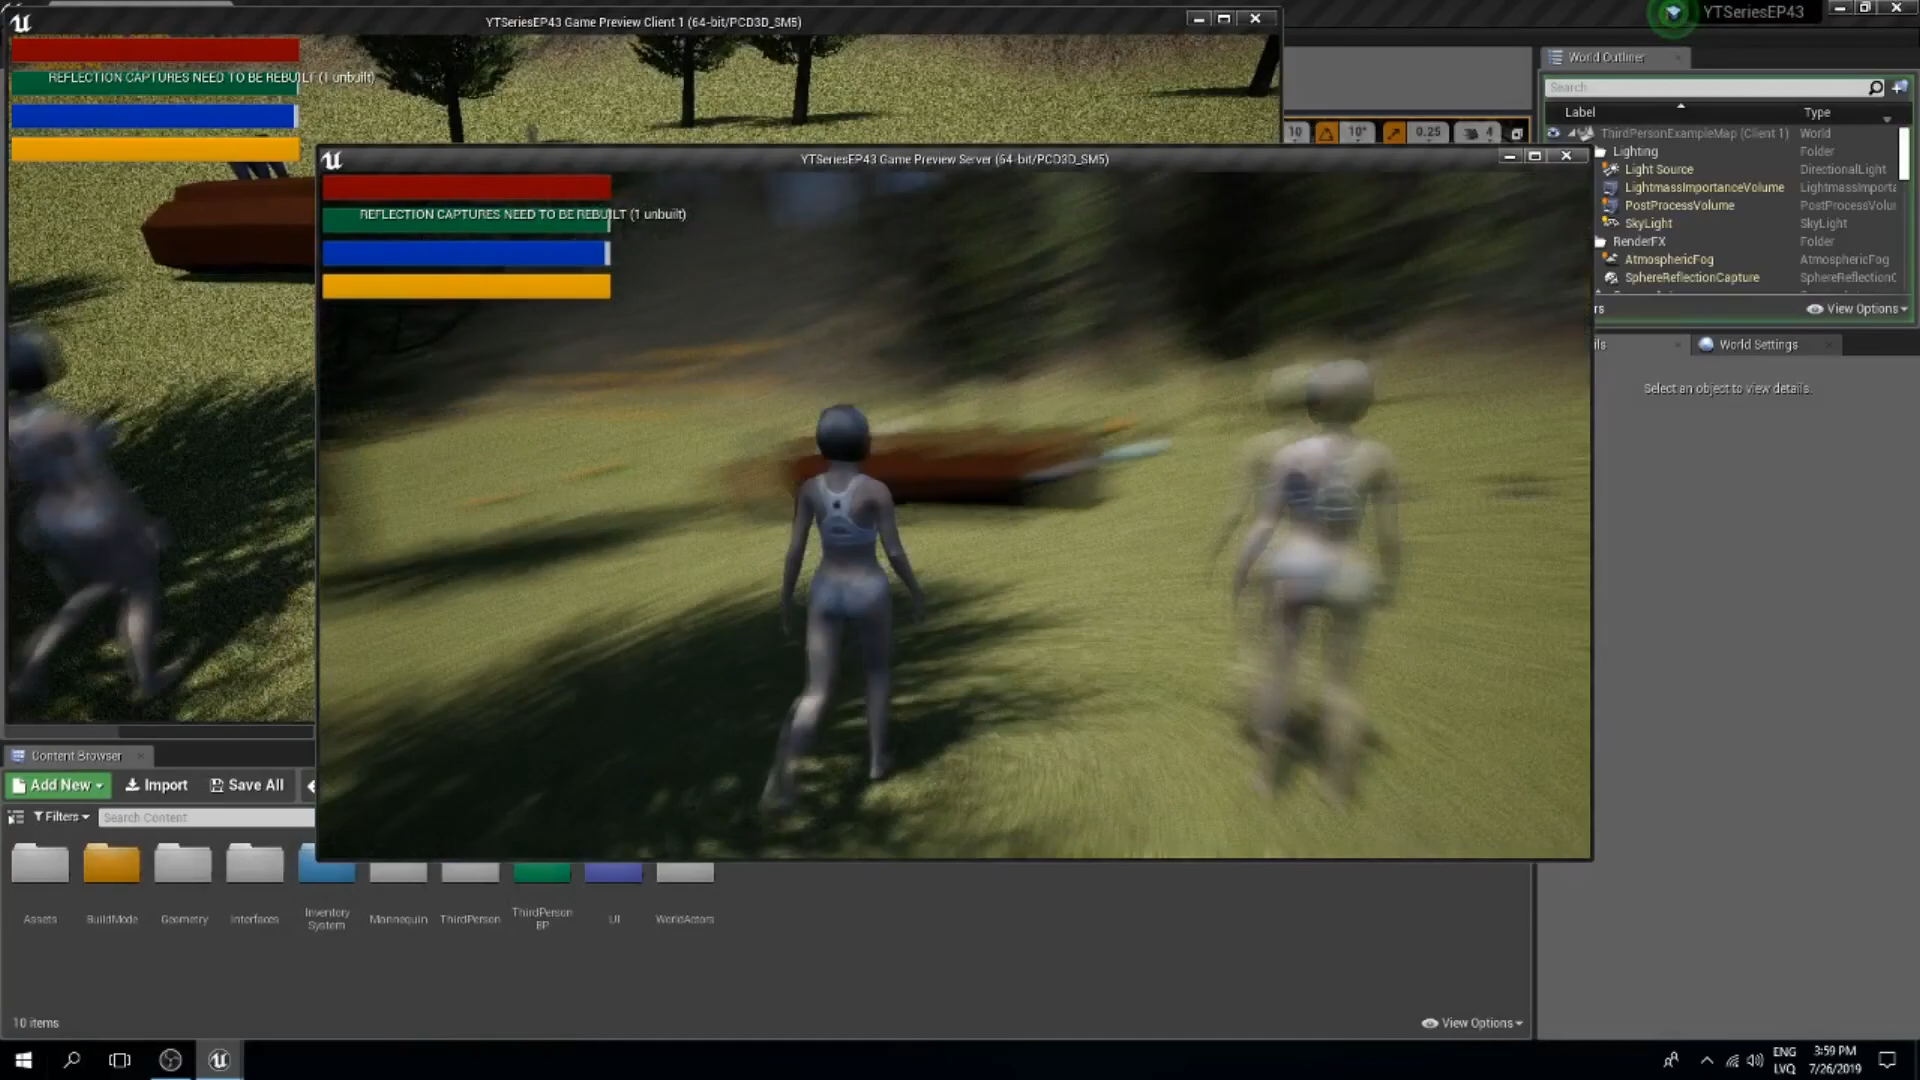 YTSeriesEP43 Game Preview Client 1 (64-bit/PCD3D_SM5)
YTSeriesEP43
REFLECTION CAPTURES NEED TO BE REBUILT (1 unbuilt)
World Outliner
Search
Label
Type
10
10°
0.25
4
ThirdPersonExampleMap (Client 1)
World
YTSeriesEP43 Game Preview Server (64-bit/PCD3D_SM5)
Lighting
Folder
Light Source
DirectionalLight
LightmassImportanceVolume
LightmassImporta
PostProcessVolume
PostProcessVolu
REFLECTION CAPTURES NEED TO BE REBUILT (1 unbuilt)
SkyLight
SkyLight
RenderFX
Folder
AtmosphericFog
AtmosphericFog
SphereReflectionCapture
SphereReflectionC
rs
View Options
ils
World Settings
Select an object to view details.
Content Browser
Add New
Import
Save All
Filters
Search Content
Assets
BuildMode
Geometry
Interfaces
Inventory
System
Mannequin
ThirdPerson
ThirdPerson
BP
UI
WorldActors
10 items
View Options
ENG
LVQ
3:59 PM
7/26/2019